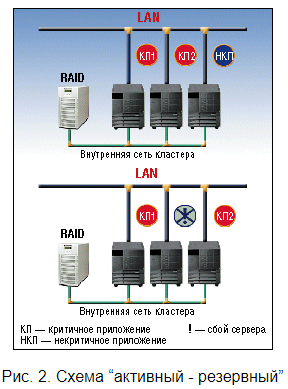 LAN
КП1 КП2 НКП
RAID
Внутренняя сеть кластера
LAN
КП1 КП2
RAID
Внутренняя сеть кластера
КП — критичное приложение ! — сбой сервера
НКП — некритичное приложение
Рис. 2. Схема “активный - резервный”